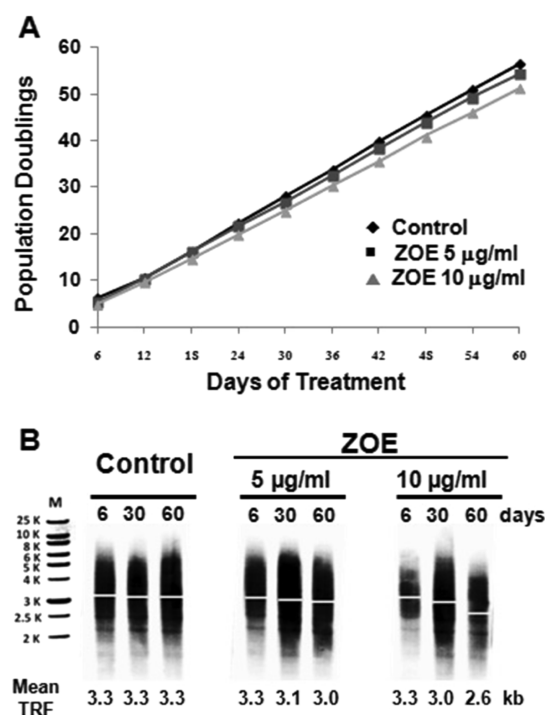 A
Population Doublings
60
50
40
30
20
10
0
Control
ZOE 5 μg/ml
ZOE 10 μg/ml
6 12 18 24 30 36 42 48 54 60
Days of Treatment
B
ZOE
Control
5 μg/ml 10 μg/ml
M 6 30 60 6 30 60 6 30 60 days
25 K
10 K
8 K
6 K
5 K
4 K
3 K
2.5 K
2 K
Mean TRF 3.3 3.3 3.3 3.3 3.1 3.0 3.3 3.0 2.6 kb